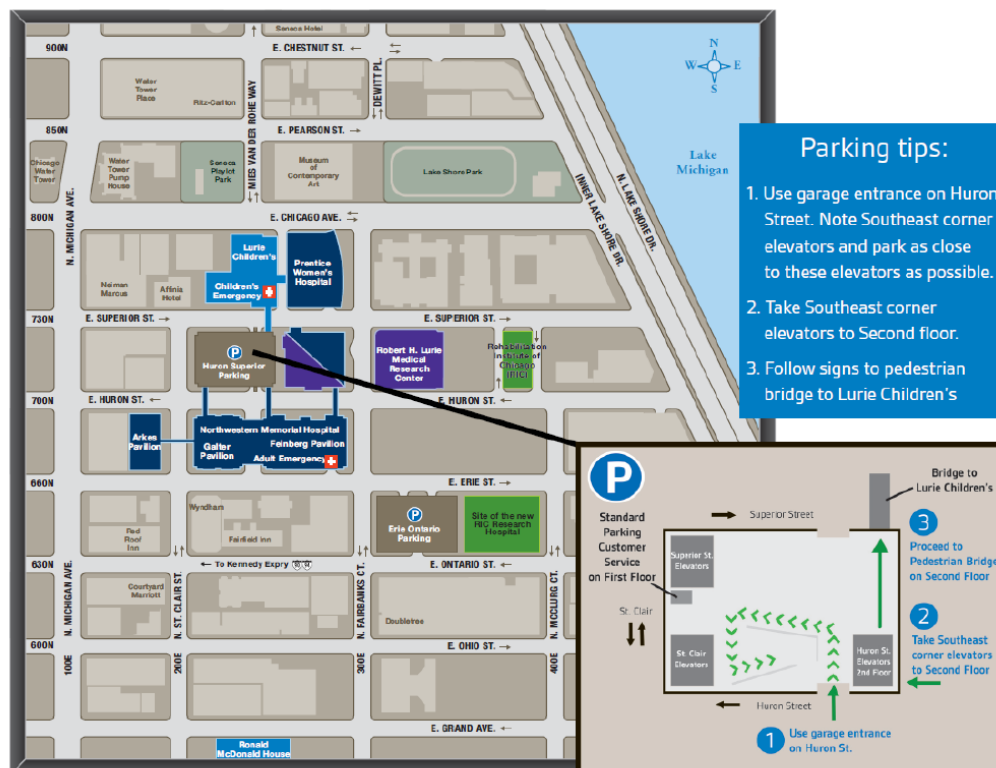 Seneca Hotel
900N
E. CHESTNUT ST.
DEWITT PL.
MIES VAN DER ROHE WAY
Water
Tower
Place
Ritz-Carlton
850N
E. PEARSON ST.
Chicago
Water
Tower
Water
Tower
Pump
House
Seneca
Playlot
Park
Museum
of
Contemporary
Art
Lake Shore Park
INNER LAKE SHORE DR.
N. LAKE SHORE DR.
N
W
E
S
Lake
Michigan
N. MICHIGAN AVE.
800N
E. CHICAGO AVE.
Lurie
Children's
Children's
Emergency
Prentice
Women's
Hospital
Neiman
Marcus
Affinia
Hotel
730N
E. SUPERIOR ST.
E. SUPERIOR ST.
P
Huron Superior
Parking
Robert H. Lurie
Medical
Research
Center
Rehabilitation
Institute of
Chicago
(RIC)
700N
E. HURON ST.
E. HURON ST.
Arkes
Pavilion
Northwestern Memorial Hospital
Galter
Pavilion
Feinberg Pavilion
Adult Emergency
660N
E. ERIE ST.
Wyndham
Red
Roof
Inn
Fairfield Inn
P
Erie Ontario
Parking
Site of the new
RIC Research
Hospital
630N
To Kennedy Expry
E. ONTARIO ST.
N. MICHIGAN AVE.
N. ST. CLAIR ST.
N. FAIRBANKS CT.
N. MCCLURG CT.
Courtyard
Marriott
Doubletree
600N
E. OHIO ST.
100E
200E
300E
400E
E. GRAND AVE.
Ronald
McDonald House
Parking tips:
1. Use garage entrance on Huron
Street. Note Southeast corner
elevators and park as close
to these elevators as possible.
2. Take Southeast corner
elevators to Second floor.
3. Follow signs to pedestrian
bridge to Lurie Children's
P
Standard
Parking
Customer
Service
on First Floor
Superior Street
Bridge to
Lurie Children's
Superior St.
Elevators
3
Proceed to
Pedestrian Bridge
on Second Floor
St. Clair
St. Clair
Elevators
Huron St.
Elevators
2nd Floor
2
Take Southeast
corner elevators
to Second Floor
Huron Street
1
Use garage entrance
on Huron St.